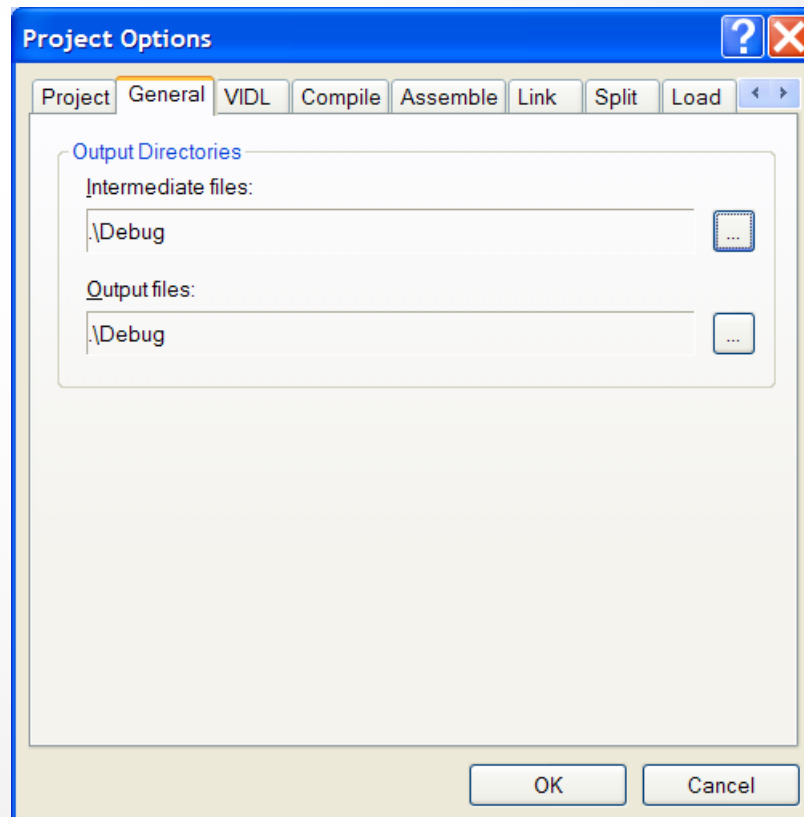 Project Options
Project General VIDL Compile Assemble Link Split Load
Output Directories
Intermediate files:
.\Debug
...
Output files:
.\Debug
...
OK Cancel